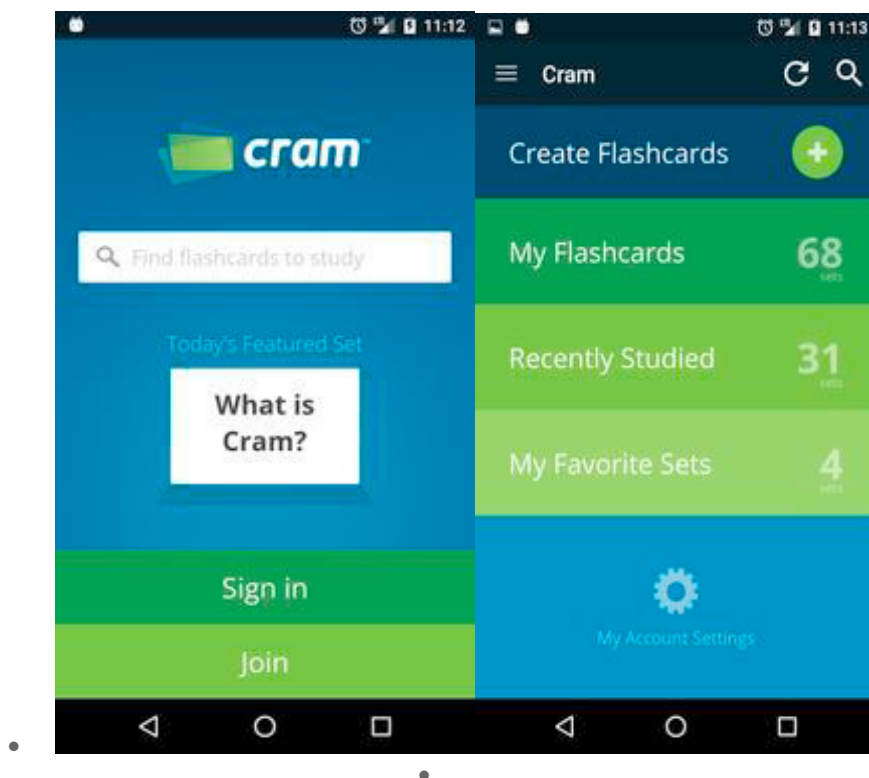 11:12
cram™
Find flashcards to study
Today's Featured Set
What is
Cram?
Sign in
Join
11:13
Cram
Create Flashcards
My Flashcards
68
sets
Recently Studied
31
sets
My Favorite Sets
4
sets
My Account Settings